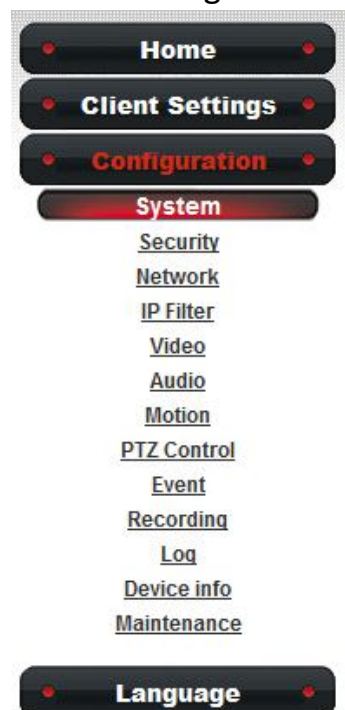 Home
Client Settings
Configuration
System
Security
Network
IP Filter
Video
Audio
Motion
PTZ Control
Event
Recording
Log
Device info
Maintenance
Language